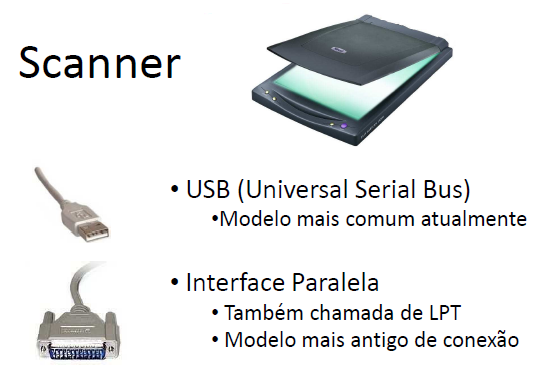 Scanner
• USB (Universal Serial Bus)
•Modelo mais comum atualmente
• Interface Paralela
• Também chamada de LPT
• Modelo mais antigo de conexão